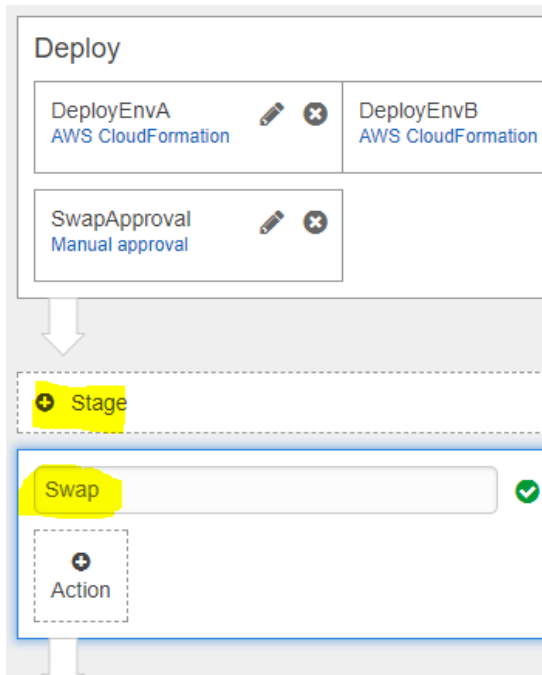 Deploy
DeployEnvA
AWS CloudFormation
DeployEnvB
AWS CloudFormation
SwapApproval
Manual approval
Stage
Swap
Action